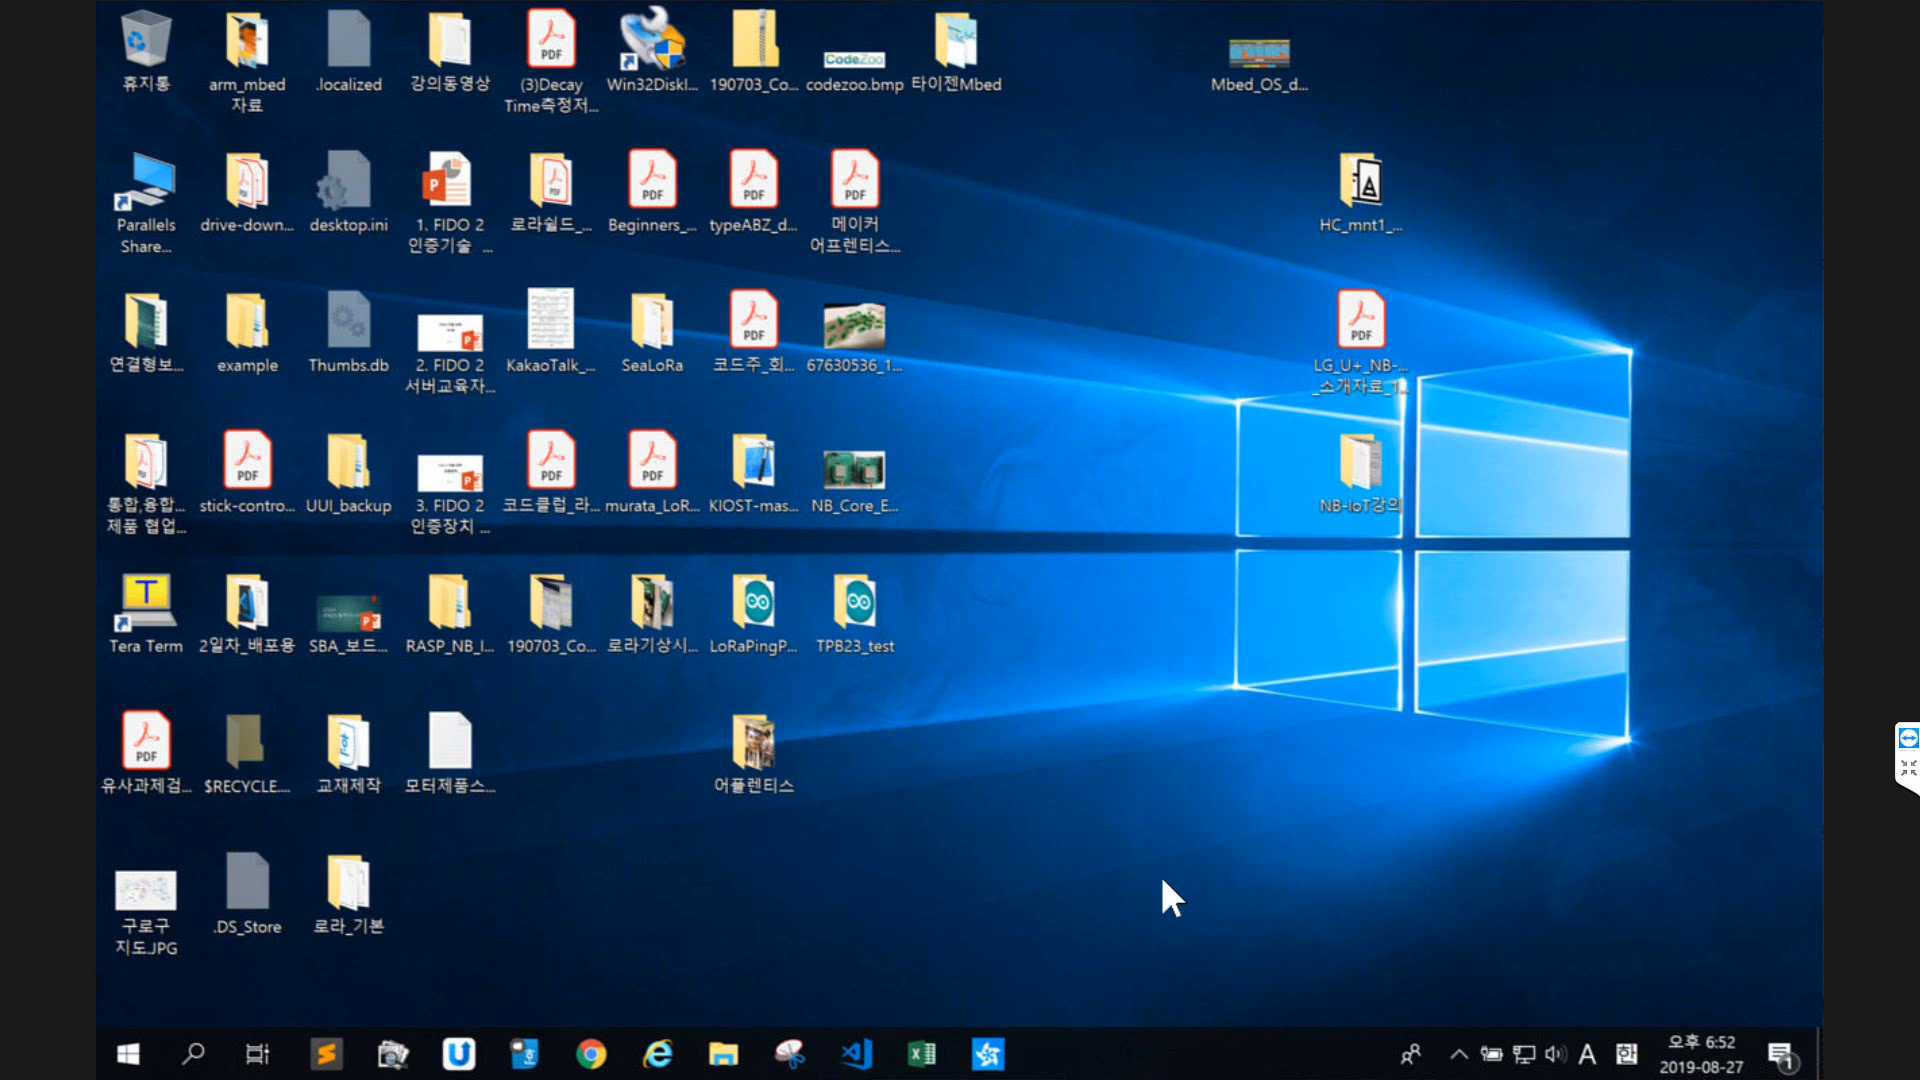 휴지통
arm_mbed
자료
.localized
강의동영상
(3)Decay
Time측정저...
Win32DiskI...
190703_Co...
codezoo.bmp
타이젠Mbed
Mbed_OS_d...
Parallels
Share...
drive-down...
desktop.ini
1. FIDO 2
인증기술 ...
로라쉴드_...
Beginners_...
typeABZ_d...
메이커
어프렌티스...
HC_mnt1_...
연결형보...
example
Thumbs.db
2. FIDO 2
서버교육자...
KakaoTalk_...
SeaLoRa
코드주_회...
67630536_1...
LG_U+_NB-...
_소개자료_1...
통합,융합...
제품 협업...
stick-contro...
UUI_backup
3. FIDO 2
인증장치 ...
코드클럽_라...
murata_LoR...
KIOST-mas...
NB_Core_E...
NB-IoT강의
Tera Term
2일차_배포용
SBA_보드...
RASP_NB_I...
190703_Co...
로라기상시...
LoRaPingP...
TPB23_test
유사과제검...
$RECYCLE....
교재제작
모터제품스...
어플렌티스
구로구
지도.JPG
.DS_Store
로라_기본
A
한
오후 6:52
2019-08-27
1